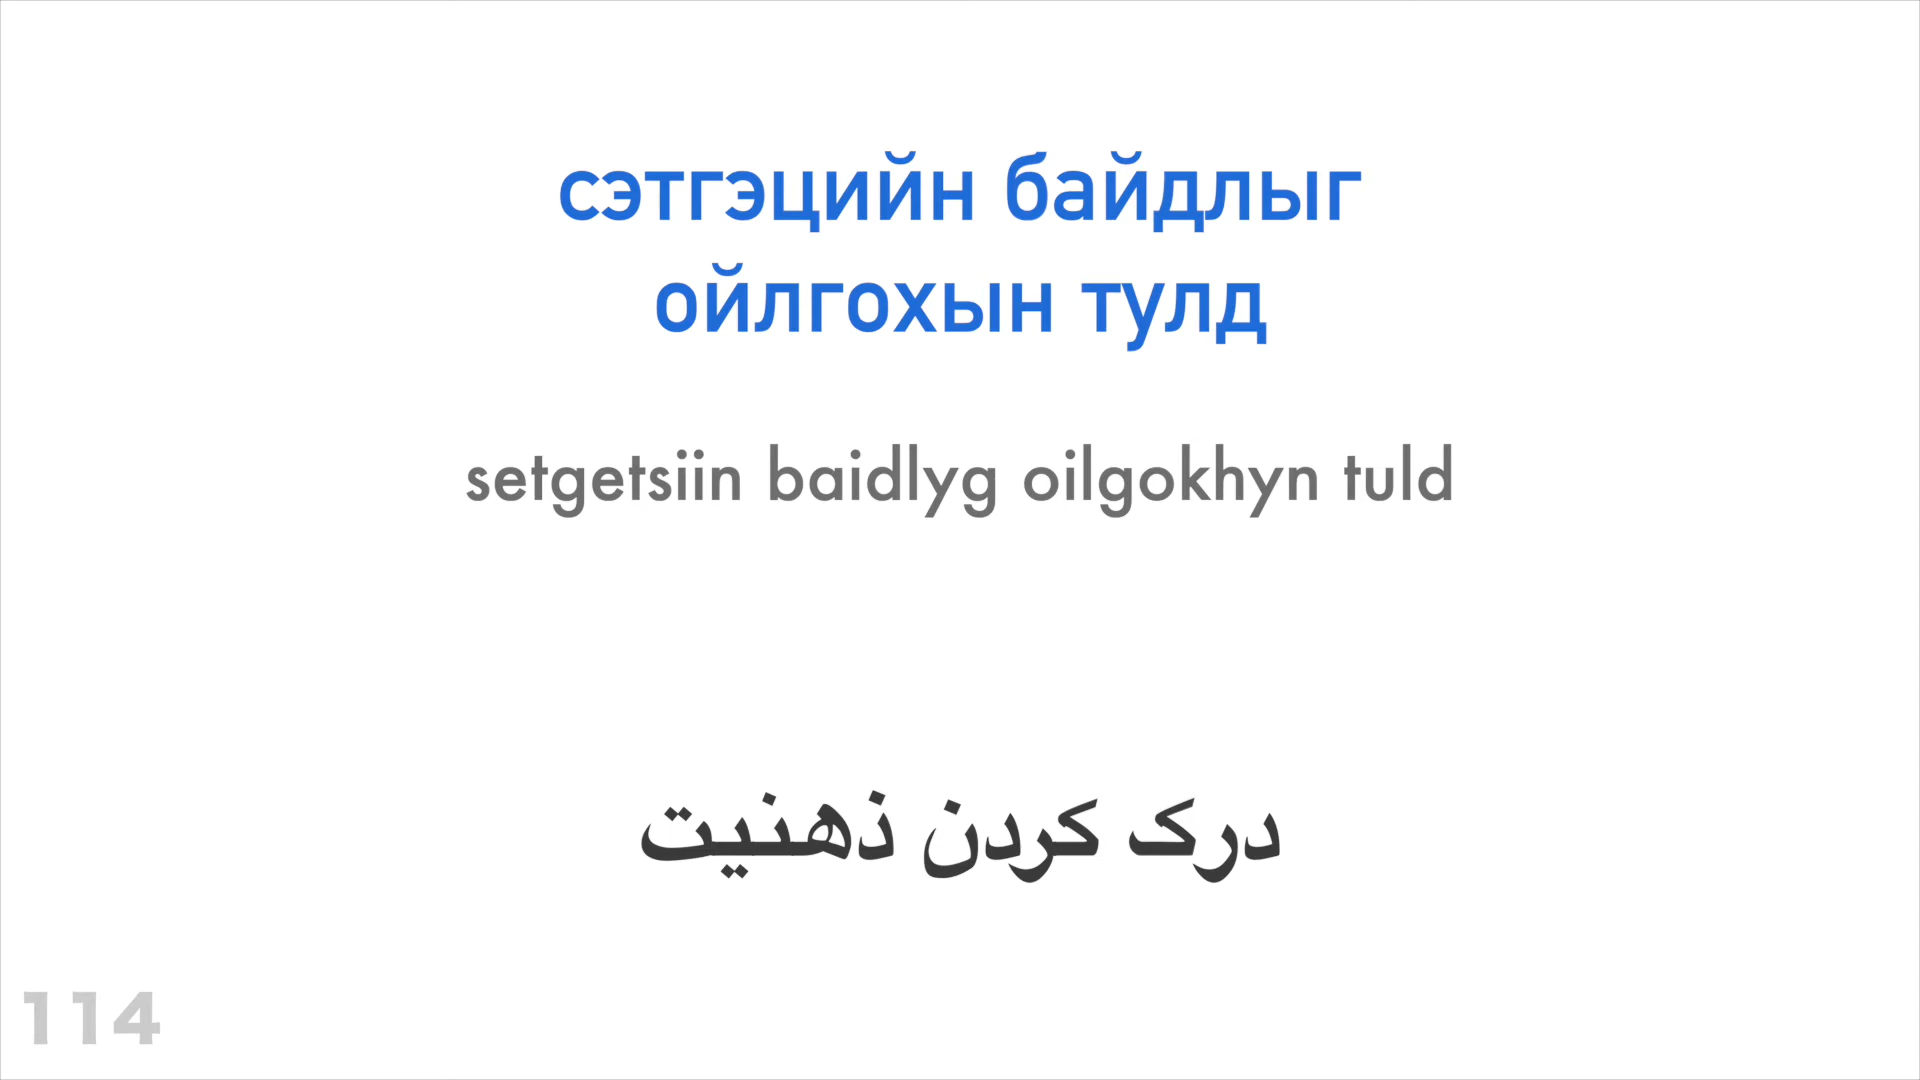 сэтгэцийн байдлыг
ойлгохын тулд
setgetsiin baidlyg oilgokhyn tuld
درک کردن ذهنیت
114